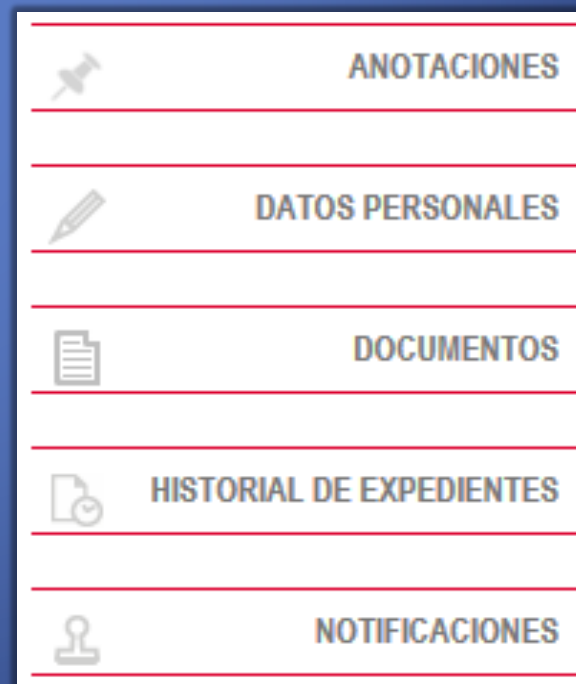 ANOTACIONES
DATOS PERSONALES
DOCUMENTOS
HISTORIAL DE EXPEDIENTES
NOTIFICACIONES